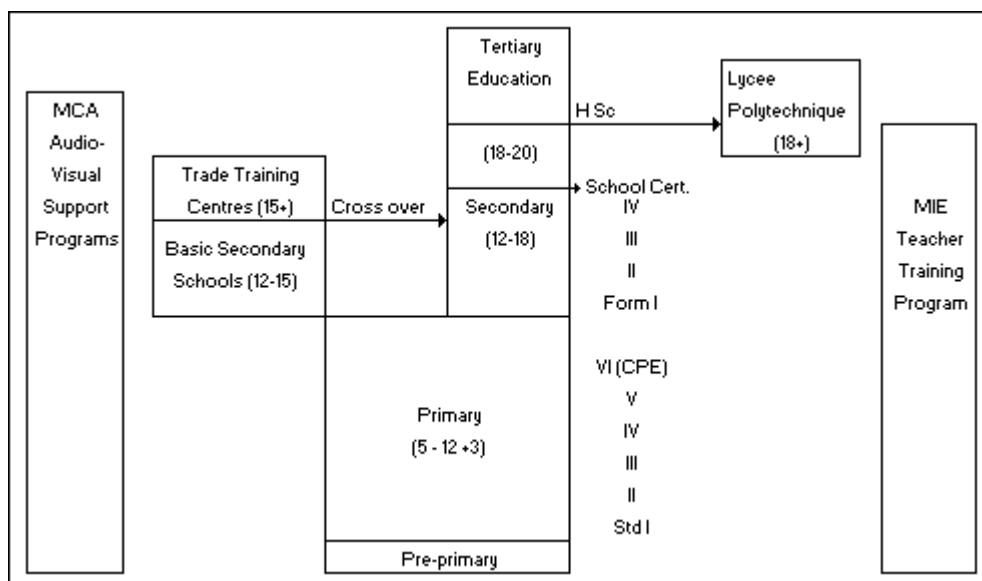 MCA
Audio-
Visual
Support
Programs
Trade Training
Centres (15+)
Basic Secondary
Schools (12-15)
Cross over
Tertiary
Education
(18-20)
Secondary
(12-18)
H Sc
Lycee
Polytechnique
(18+)
School Cert.
IV
III
II
Form I
Primary
(5 - 12 +3)
VI (CPE)
V
IV
III
II
Std I
Pre-primary
MIE
Teacher
Training
Program